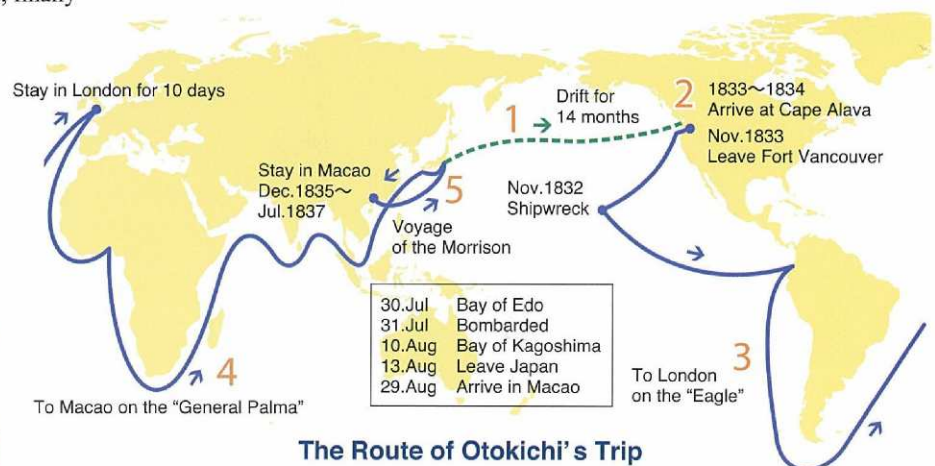 , finally
Stay in London for 10 days
1
Drift for
14 months
2
1833～1834
Arrive at Cape Alava
Nov.1833
Leave Fort Vancouver
Stay in Macao
Dec.1835～
Jul.1837
5
Voyage
of the Morrison
Nov.1832
Shipwreck
30.Jul Bay of Edo
31.Jul Bombarded
10.Aug Bay of Kagoshima
13.Aug Leave Japan
29.Aug Arrive in Macao
3
To London
on the "Eagle"
4
To Macao on the "General Palma"
The Route of Otokichi's Trip